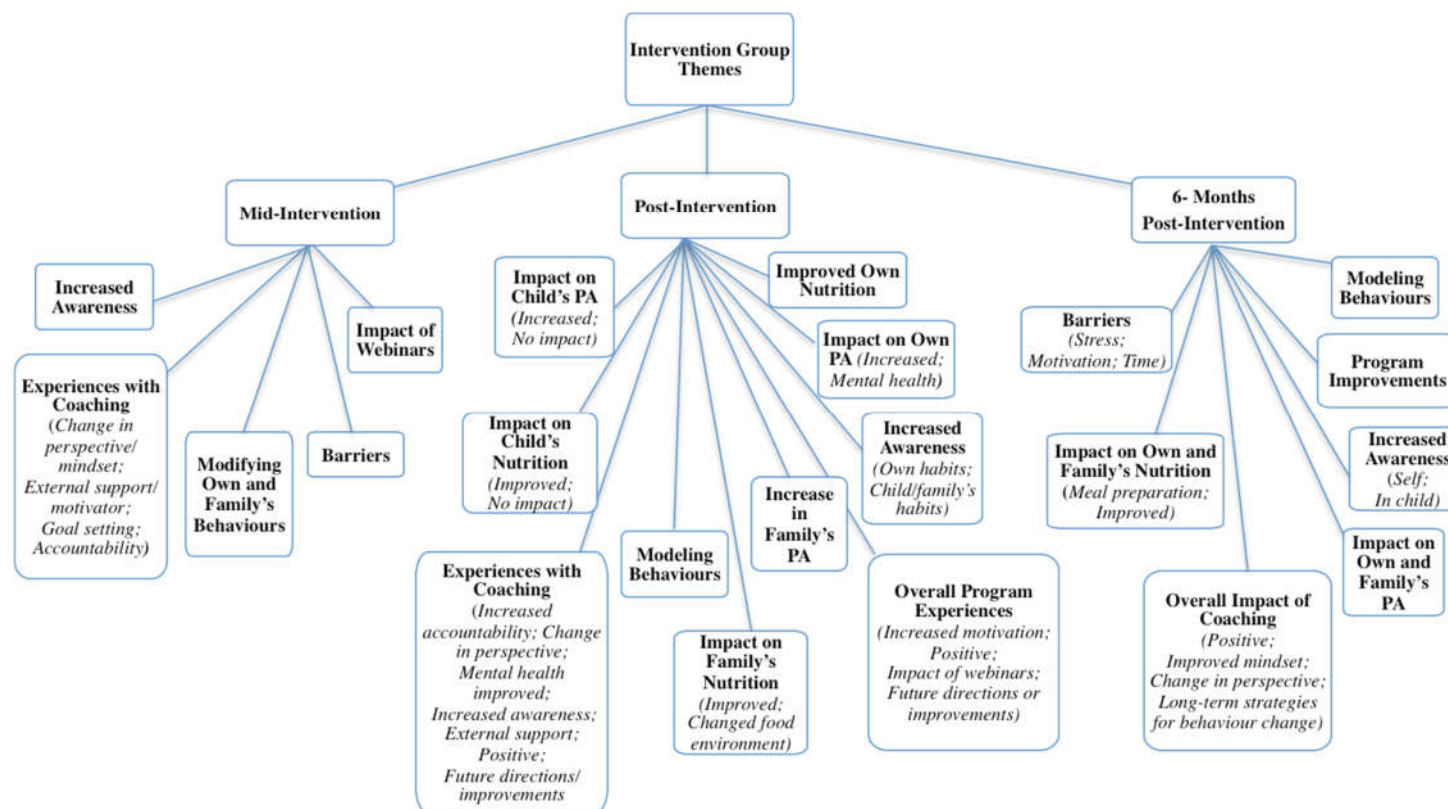 Intervention Group
Themes
Mid-Intervention
Post-Intervention
6- Months
Post-Intervention
Increased
Awareness
Impact of
Webinars
Experiences with
Coaching
(Change in
perspective/
mindset;
External support/
motivator;
Goal setting;
Accountability)
Modifying
Own and
Family's
Behaviours
Barriers
Impact on
Child's PA
(Increased;
No impact)
Improved Own
Nutrition
Impact on Own
PA (Increased;
Mental health)
Impact on
Child's
Nutrition
(Improved;
No impact)
Increased
Awareness
(Own habits;
Child/family's
habits)
Experiences with
Coaching
(Increased
accountability; Change
in perspective;
Mental health
improved;
Increased awareness;
External support;
Positive;
Future directions/
improvements
Modeling
Behaviours
Impact on
Family's
Nutrition
(Improved;
Changed food
environment)
Increase
in
Family's
PA
Overall Program
Experiences
(Increased motivation;
Positive;
Impact of webinars;
Future directions or
improvements)
Barriers
(Stress;
Motivation; Time)
Modeling
Behaviours
Program
Improvements
Impact on Own and
Family's Nutrition
(Meal preparation;
Improved)
Increased
Awareness
(Self;
In child)
Overall Impact of
Coaching
(Positive;
Improved mindset;
Change in perspective;
Long-term strategies
for behaviour change)
Impact on
Own and
Family's
PA